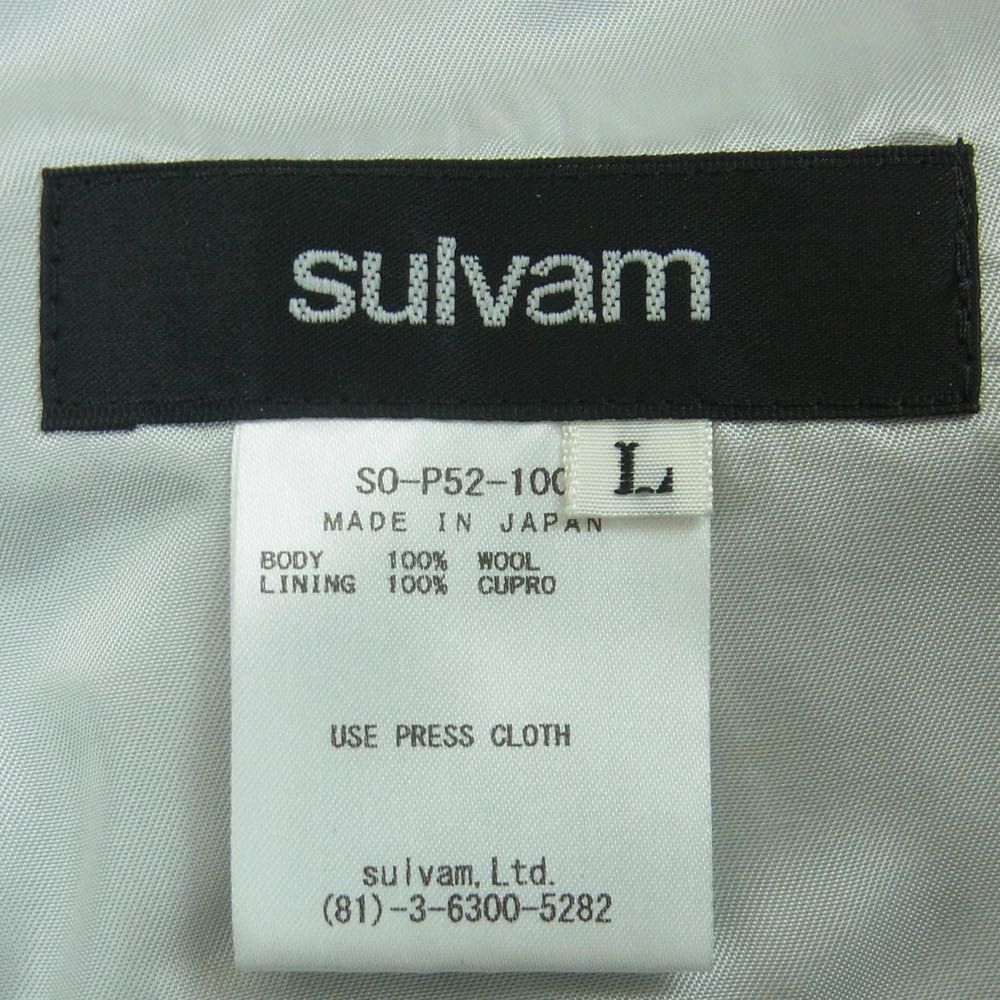 sulvam
L
SO-P52-100
MADE IN JAPAN
BODY 100% WOOL
LINING 100% CUPRO
USE PRESS CLOTH
sulvam, Ltd.
(81)-3-6300-5282